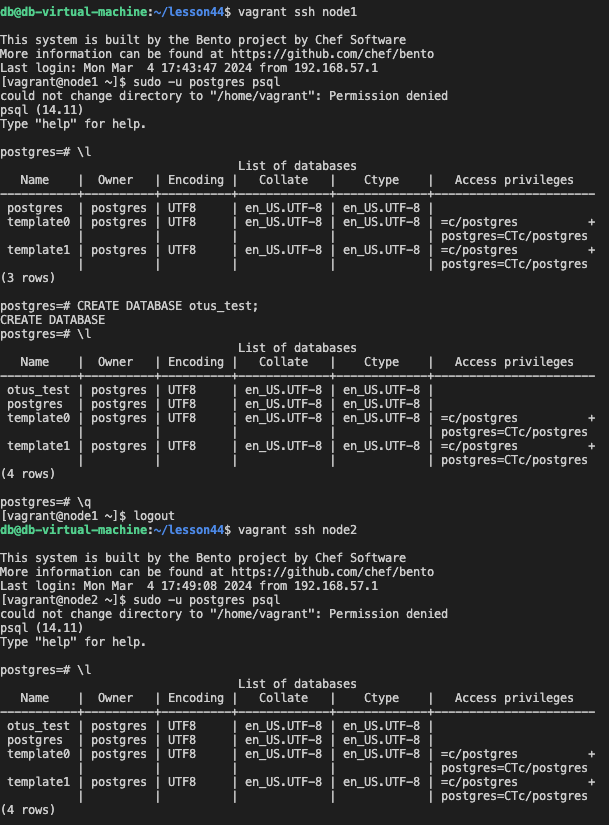 db@db-virtual-machine:~/lesson44$ vagrant ssh node1

This system is built by the Bento project by Chef Software
More information can be found at https://github.com/chef/bento
Last login: Mon Mar  4 17:43:47 2024 from 192.168.57.1
[vagrant@node1 ~]$ sudo -u postgres psql
could not change directory to "/home/vagrant": Permission denied
psql (14.11)
Type "help" for help.

postgres=# \l
                                  List of databases
   Name    |  Owner   | Encoding |   Collate   |    Ctype    |   Access privileges
-----------+----------+----------+-------------+-------------+-----------------------
 postgres  | postgres | UTF8     | en_US.UTF-8 | en_US.UTF-8 |
 template0 | postgres | UTF8     | en_US.UTF-8 | en_US.UTF-8 | =c/postgres          +
           |          |          |             |             | postgres=CTc/postgres
 template1 | postgres | UTF8     | en_US.UTF-8 | en_US.UTF-8 | =c/postgres          +
           |          |          |             |             | postgres=CTc/postgres
(3 rows)

postgres=# CREATE DATABASE otus_test;
CREATE DATABASE
postgres=# \l
                                  List of databases
   Name    |  Owner   | Encoding |   Collate   |    Ctype    |   Access privileges
-----------+----------+----------+-------------+-------------+-----------------------
 otus_test | postgres | UTF8     | en_US.UTF-8 | en_US.UTF-8 |
 postgres  | postgres | UTF8     | en_US.UTF-8 | en_US.UTF-8 |
 template0 | postgres | UTF8     | en_US.UTF-8 | en_US.UTF-8 | =c/postgres          +
           |          |          |             |             | postgres=CTc/postgres
 template1 | postgres | UTF8     | en_US.UTF-8 | en_US.UTF-8 | =c/postgres          +
           |          |          |             |             | postgres=CTc/postgres
(4 rows)

postgres=# \q
[vagrant@node1 ~]$ logout
db@db-virtual-machine:~/lesson44$ vagrant ssh node2

This system is built by the Bento project by Chef Software
More information can be found at https://github.com/chef/bento
Last login: Mon Mar  4 17:49:08 2024 from 192.168.57.1
[vagrant@node2 ~]$ sudo -u postgres psql
could not change directory to "/home/vagrant": Permission denied
psql (14.11)
Type "help" for help.

postgres=# \l
                                  List of databases
   Name    |  Owner   | Encoding |   Collate   |    Ctype    |   Access privileges
-----------+----------+----------+-------------+-------------+-----------------------
 otus_test | postgres | UTF8     | en_US.UTF-8 | en_US.UTF-8 |
 postgres  | postgres | UTF8     | en_US.UTF-8 | en_US.UTF-8 |
 template0 | postgres | UTF8     | en_US.UTF-8 | en_US.UTF-8 | =c/postgres          +
           |          |          |             |             | postgres=CTc/postgres
 template1 | postgres | UTF8     | en_US.UTF-8 | en_US.UTF-8 | =c/postgres          +
           |          |          |             |             | postgres=CTc/postgres
(4 rows)